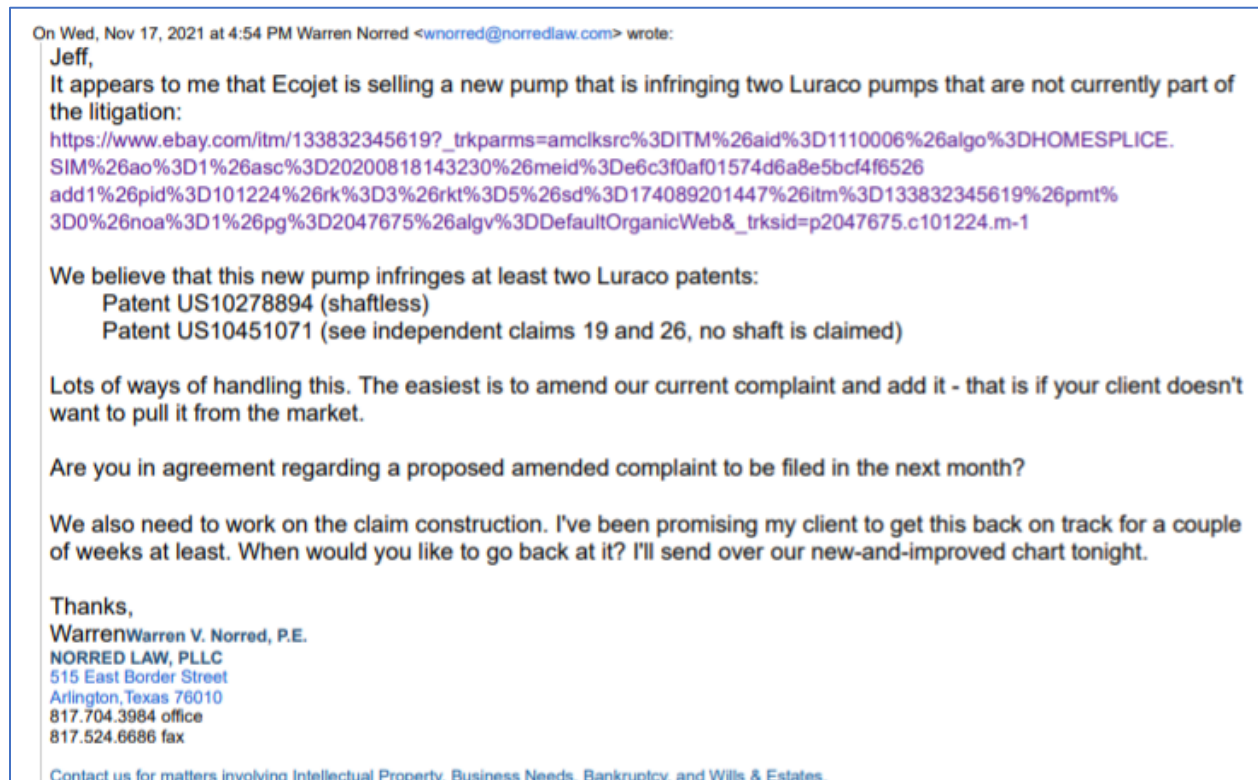 On Wed, Nov 17, 2021 at 4:54 PM Warren Norred <wnorred@norredlaw.com> wrote:
Jeff,
It appears to me that Ecojet is selling a new pump that is infringing two Luraco pumps that are not currently part of
the litigation:
https://www.ebay.com/itm/133832345619?_trkparms=amclksrc%3DITM%26aid%3D1110006%26algo%3DHOMESPLICE.
SIM%26ao%3D1%26asc%3D20200818143230%26meid%3De6c3f0af01574d6a8e5bcf4f6526
add1%26pid%3D101224%26rk%3D3%26rkt%3D5%26sd%3D174089201447%26itm%3D133832345619%26pmt%
3D0%26noa%3D1%26pg%3D2047675%26algv%3DDefaultOrganicWeb&_trksid=p2047675.c101224.m-1
We believe that this new pump infringes at least two Luraco patents:
Patent US10278894 (shaftless)
Patent US10451071 (see independent claims 19 and 26, no shaft is claimed)
Lots of ways of handling this. The easiest is to amend our current complaint and add it - that is if your client doesn't
want to pull it from the market.
Are you in agreement regarding a proposed amended complaint to be filed in the next month?
We also need to work on the claim construction. I've been promising my client to get this back on track for a couple
of weeks at least. When would you like to go back at it? I'll send over our new-and-improved chart tonight.
Thanks,
WarrenWarren V. Norred, P.E.
NORRED LAW, PLLC
515 East Border Street
Arlington,Texas 76010
817.704.3984 office
817.524.6686 fax
Contact us for matters involving Intellectual Property, Business Needs, Bankruptcy, and Wills & Estates.